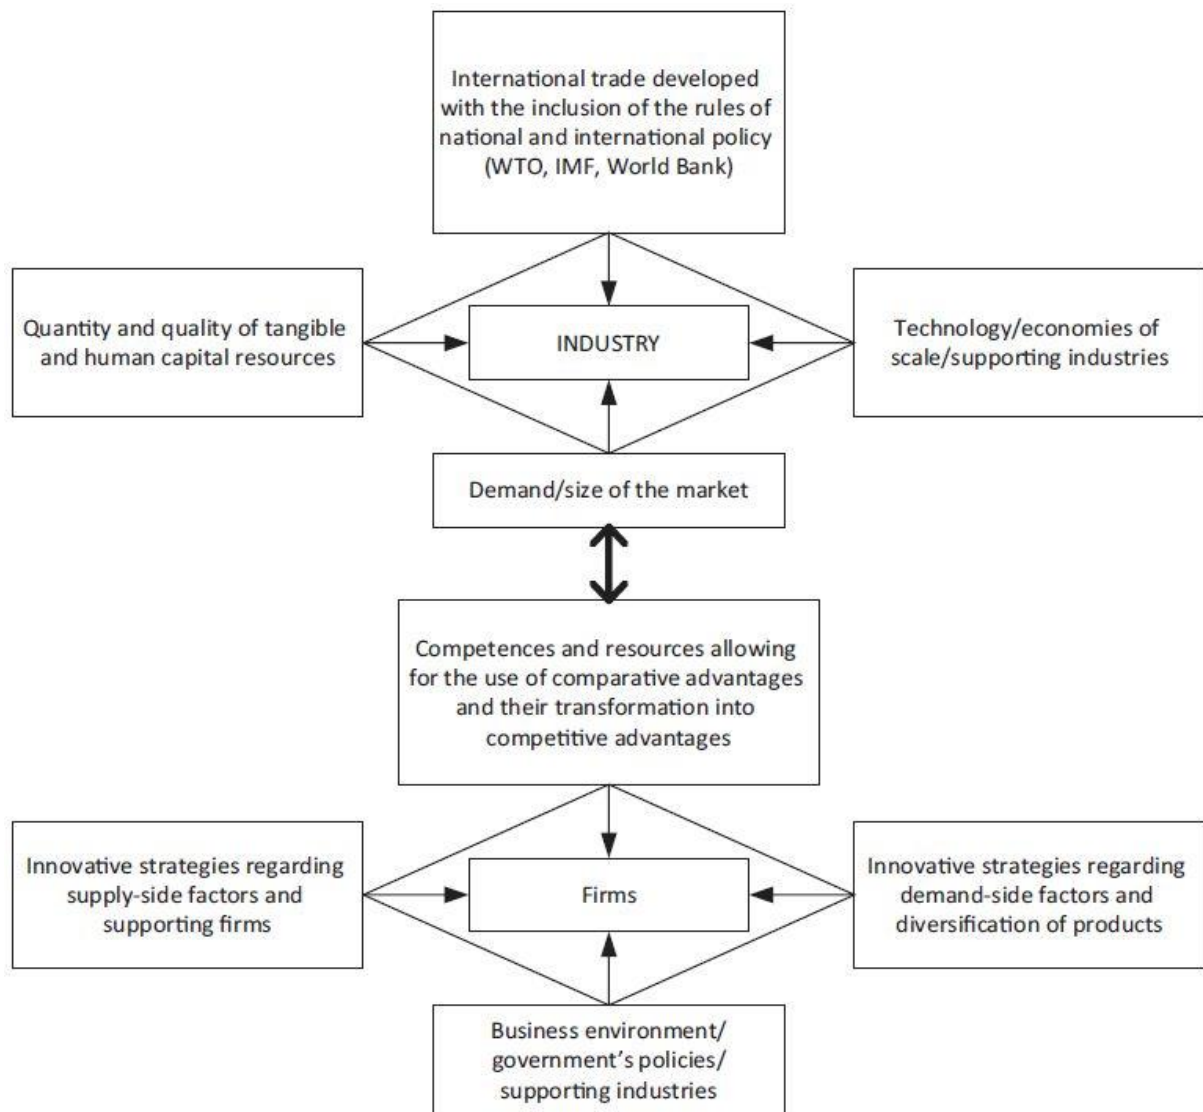 International trade developed
with the inclusion of the rules of
national and international policy
(WTO, IMF, World Bank)
Quantity and quality of tangible
and human capital resources
INDUSTRY
Technology/economies of
scale/supporting industries
Demand/size of the market
Competences and resources allowing
for the use of comparative advantages
and their transformation into
competitive advantages
Innovative strategies regarding
supply-side factors and
supporting firms
Firms
Innovative strategies regarding
demand-side factors and
diversification of products
Business environment/
government’s policies/
supporting industries